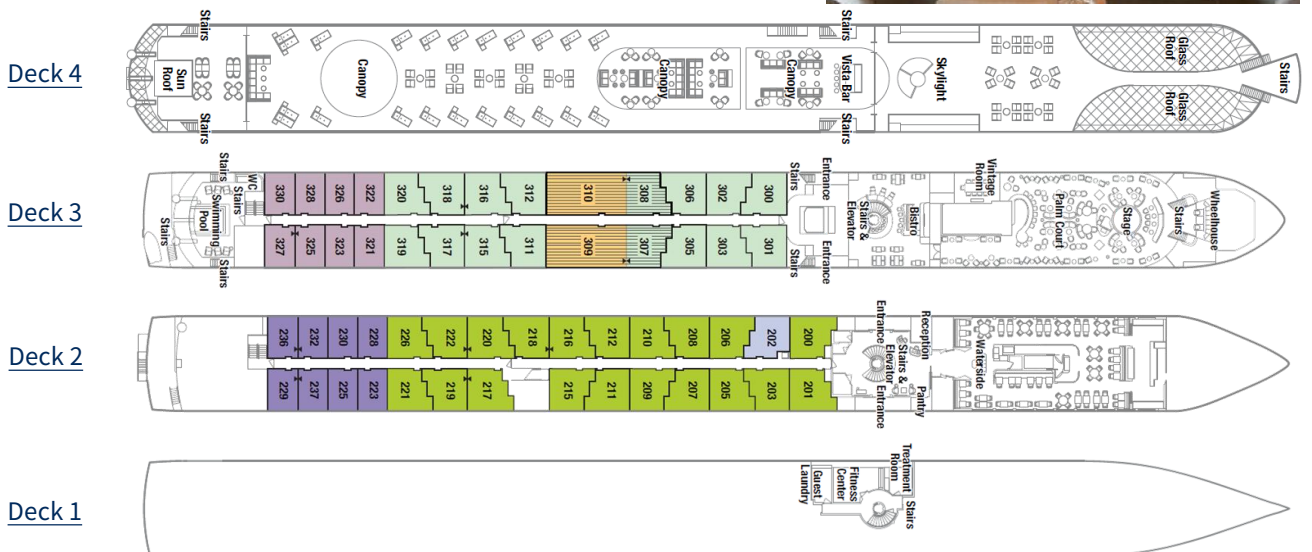 Deck 4
Stairs
Sun
Roof
Stairs
Canopy
Canopy
Canopy
Vista Bar
Stairs
Stairs
Skylight
Glass
Roof
Glass
Roof
Stairs
Deck 3
Stairs
Stairs
WC
Stairs
Swimming
Pool
Stairs
330
328
326
322
320
318
316
312
310
308
306
302
300
327
325
323
321
319
317
315
311
309
307
305
303
301
Stairs
Entrance
Stairs
Entrance
Stairs &
Elevator
Bistro
Vintage
Room
Palm Court
Stage
Stairs
Wheelhouse
Deck 2
236
232
230
228
226
222
220
218
216
212
210
208
206
202
200
229
237
225
223
221
219
217
215
211
209
207
205
203
201
Entrance
Stairs &
Elevator
Entrance
Reception
Pantry
Waterside
Deck 1
Guest
Laundry
Fitness
Center
Treatment
Room
Stairs